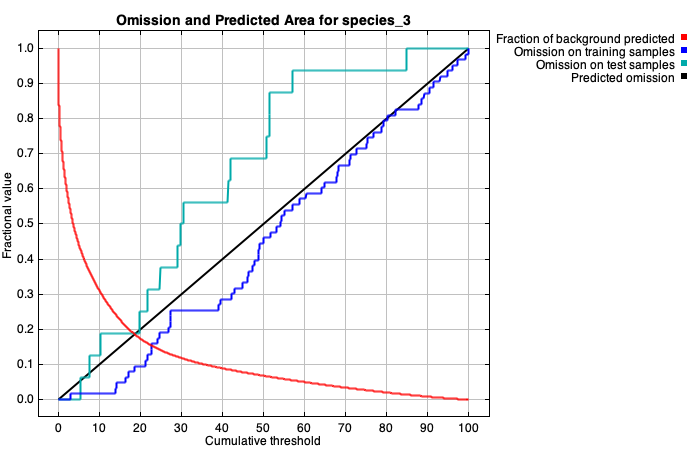 Omission and Predicted Area for species_3
Fraction of background predicted
Omission on training samples
Omission on test samples
Predicted omission
Fractional value
1.0
0.9
0.8
0.7
0.6
0.5
0.4
0.3
0.2
0.1
0.0
0 10 20 30 40 50 60 70 80 90 100
Cumulative threshold